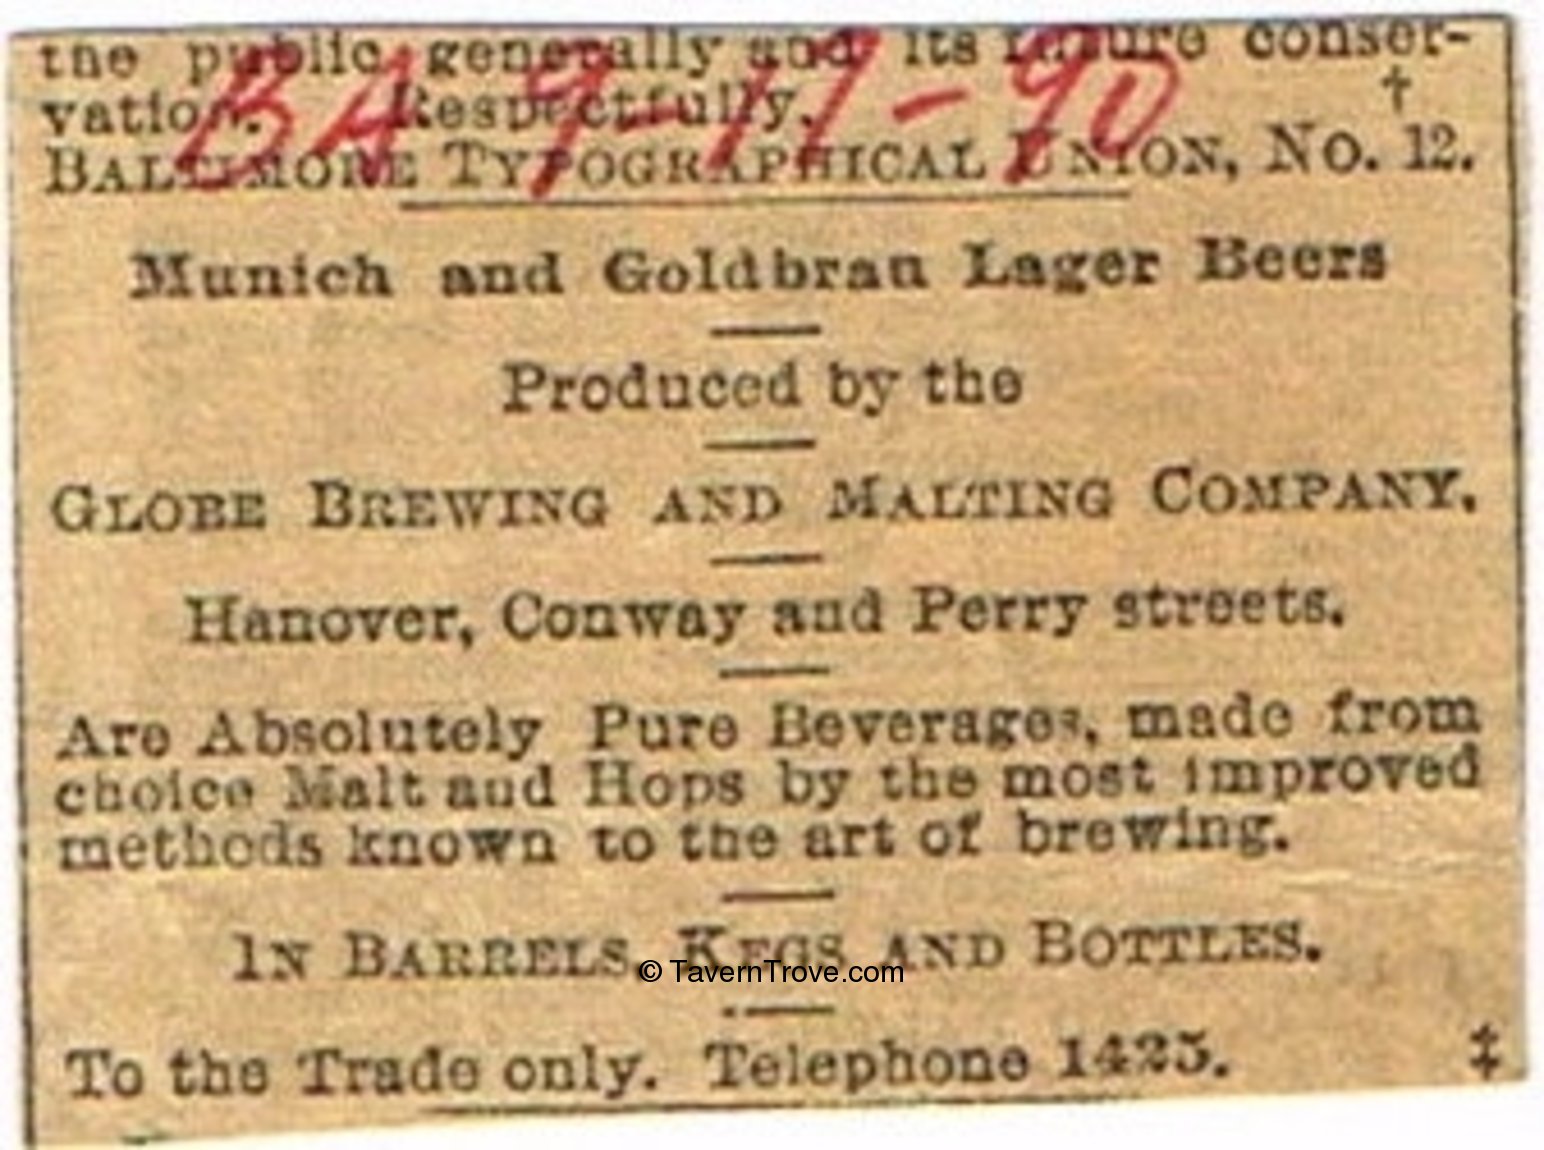 the public generally and its future conser-
vation. Respectfully, †
BA 9-17-90
BALTIMORE TYPOGRAPHICAL UNION, NO. 12.
Munich and Goldbrau Lager Beers
Produced by the
GLOBE BREWING AND MALTING COMPANY,
Hanover, Conway and Perry streets.
Are Absolutely Pure Beverages, made from
choice Malt and Hops by the most improved
methods known to the art of brewing.
IN BARRELS, KEGS AND BOTTLES.
© TavernTrove.com
To the Trade only. Telephone 1425. ‡